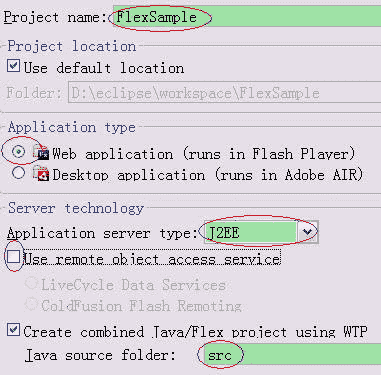 Project name: FlexSample
Project location
Use default location
Folder: D:\eclipse\workspace\FlexSample
Application type
Web application (runs in Flash Player)
Desktop application (runs in Adobe AIR)
Server technology
Application server type: J2EE
Use remote object access service
LiveCycle Data Services
ColdFusion Flash Remoting
Create combined Java/Flex project using WTP
Java source folder: src